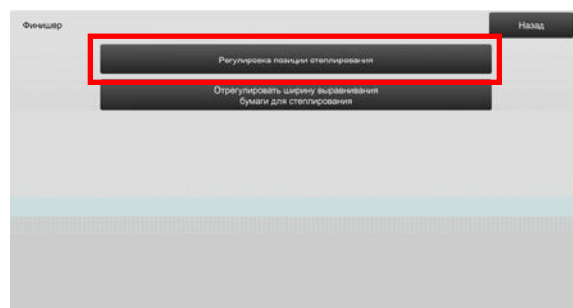 Финишер
Назад
Регулировка позиции степлирования
Отрегулировать ширину выравнивания
бумаги для степлирования